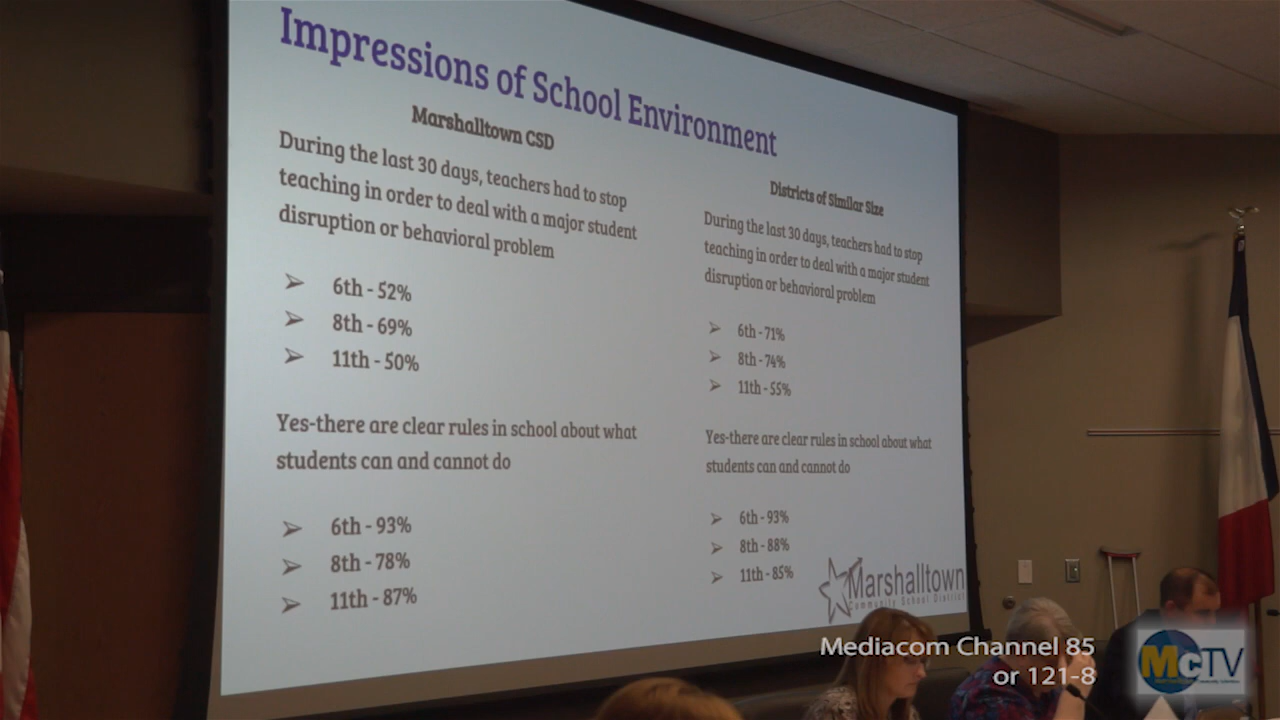 Impressions of School Environment
Marshalltown CSD
During the last 30 days, teachers had to stop
teaching in order to deal with a major student
disruption or behavioral problem
➢ 6th - 52%
➢ 8th - 69%
➢ 11th - 50%
Yes-there are clear rules in school about what
students can and cannot do
➢ 6th - 93%
➢ 8th - 78%
➢ 11th - 87%
Districts of Similar Size
During the last 30 days, teachers had to stop
teaching in order to deal with a major student
disruption or behavioral problem
➢ 6th - 71%
➢ 8th - 74%
➢ 11th - 55%
Yes-there are clear rules in school about what
students can and cannot do
➢ 6th - 93%
➢ 8th - 88%
➢ 11th - 85%
Marshalltown
Community School District
Mediacom Channel 85
or 121-8
McTV